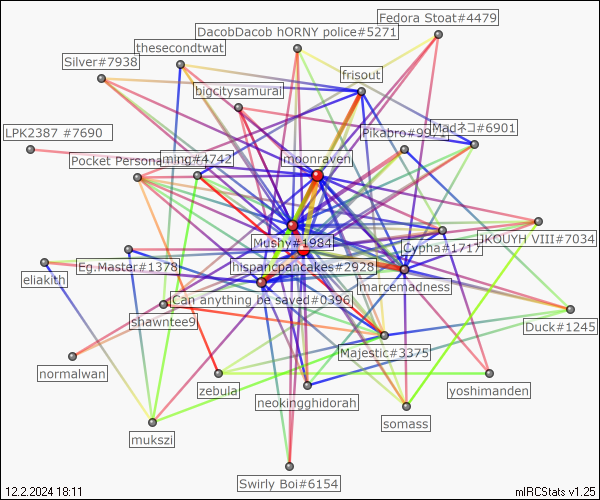 Fedora Stoat#4479
DacobDacob hORNY police#5271
thesecondtwat
Silver#7938
frisout
bigcitysamurai
LPK2387 #7690
Pikabro#9971
Madネコ#6901
Pocket Persona
ming#4742
moonraven
Mushy#1984
Cypha#1717
JKOUYH VIII#7034
Eg.Master#1378
hispancpancakes#2928
eliakith
marcemadness
Can anything be saved#0396
shawntee9
Duck#1245
Majestic#3375
normalwan
zebula
neokingghidorah
yoshimanden
somass
mukszi
Swirly Boi#6154
12.2.2024 18:11
mIRCStats v1.25